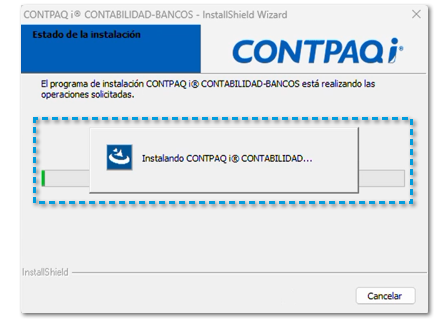 CONTPAQ i® CONTABILIDAD-BANCOS - InstallShield Wizard
Estado de la instalación
CONTPAQ i®
El programa de instalación CONTPAQ i® CONTABILIDAD-BANCOS está realizando las
operaciones solicitadas.
Instalando CONTPAQ i® CONTABILIDAD...
InstallShield
Cancelar